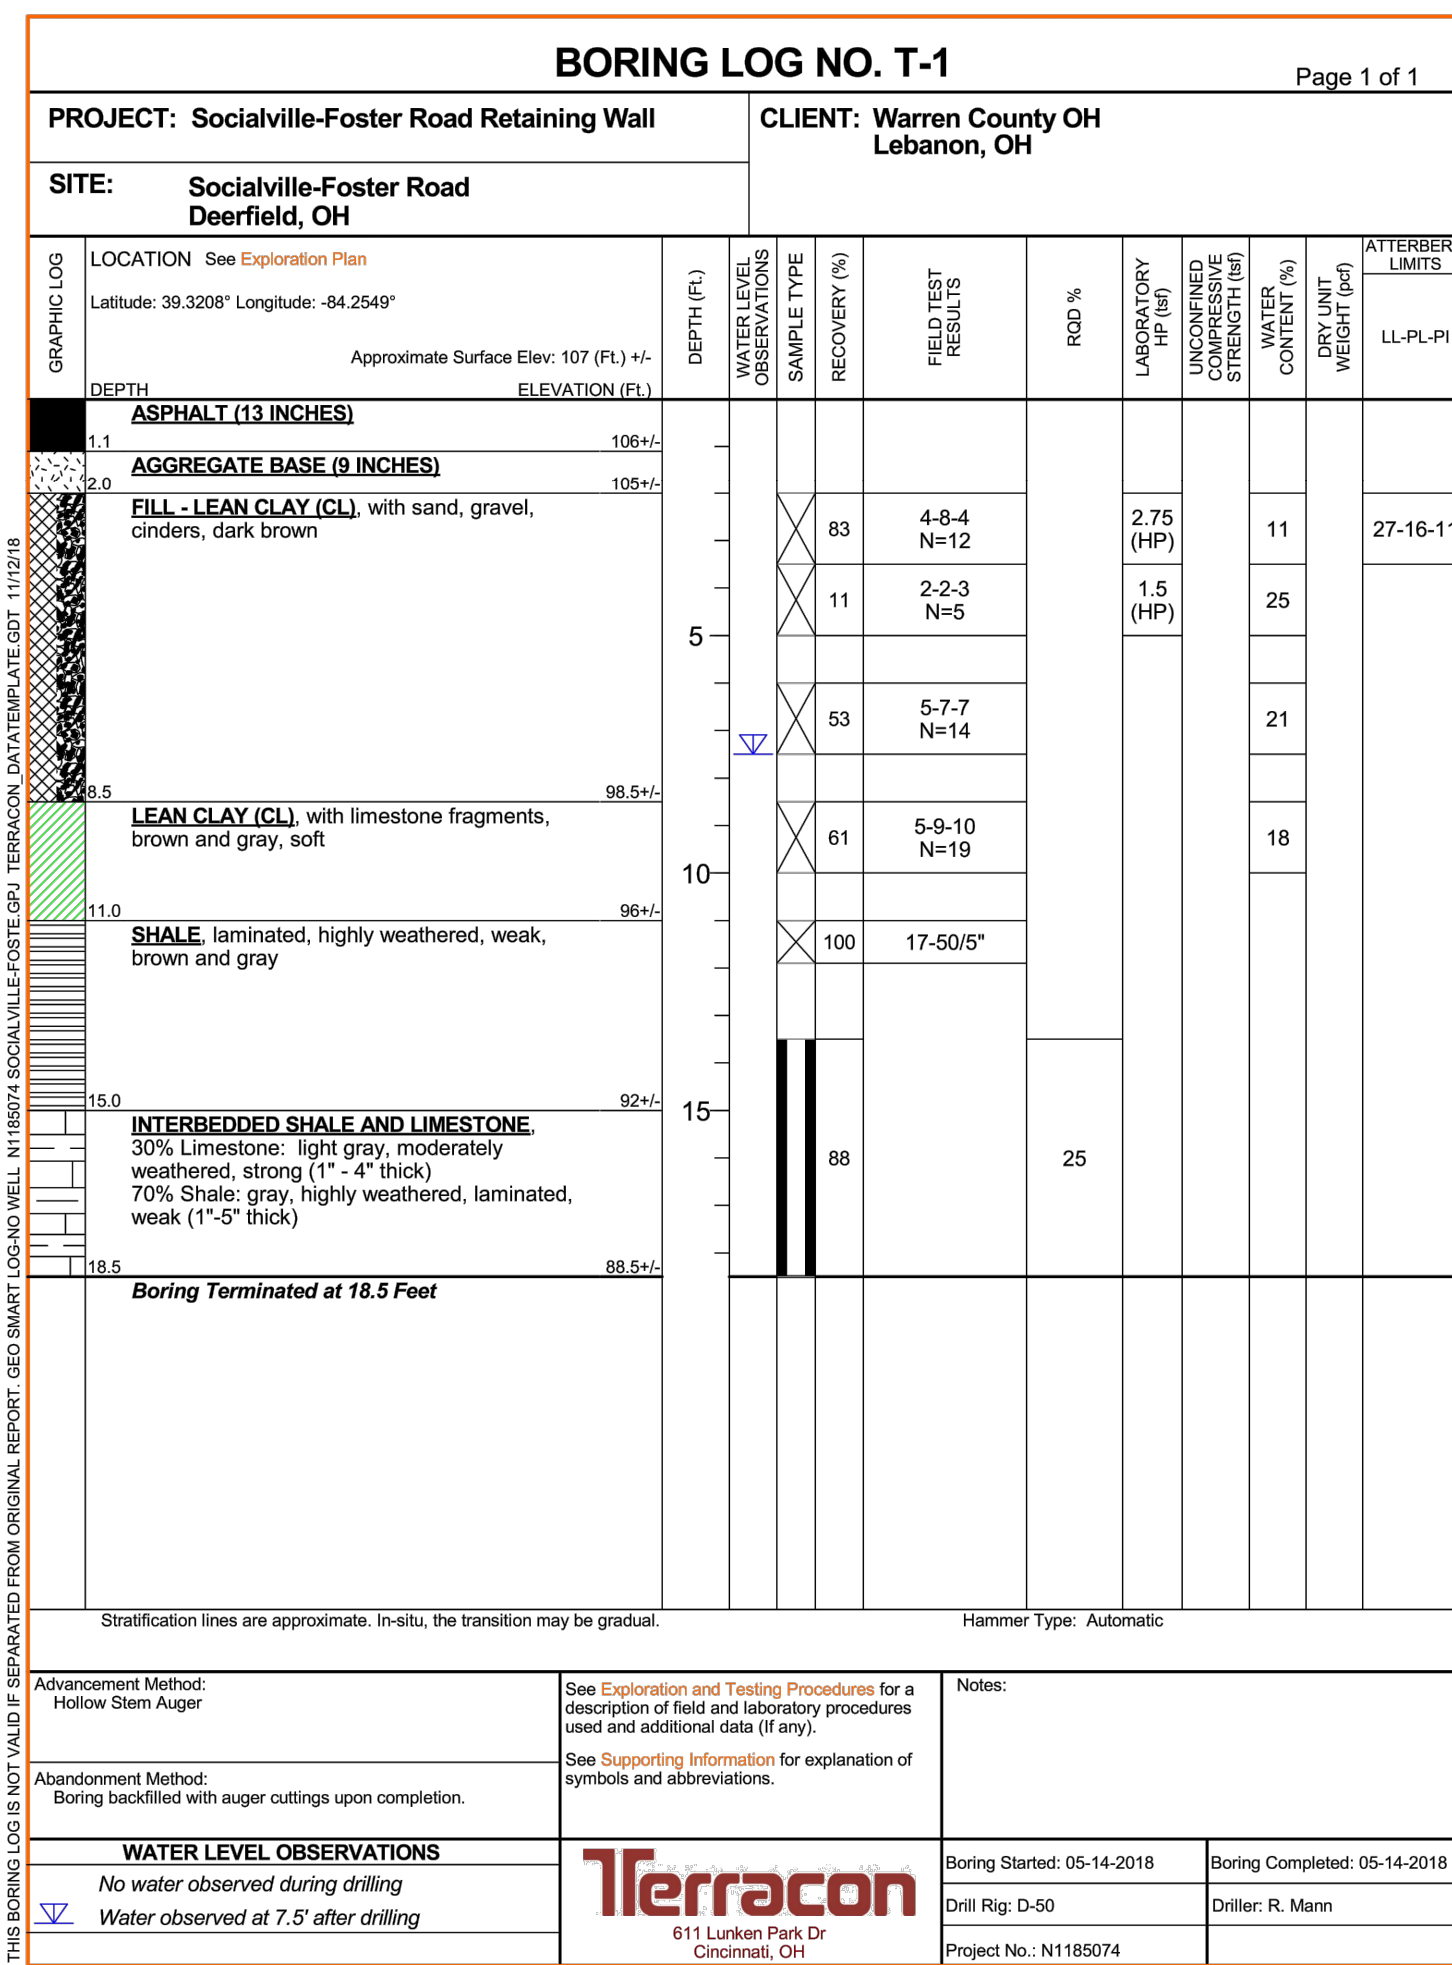 BORING LOG NO. T-1
Page 1 of 1
PROJECT: Socialville-Foster Road Retaining Wall
CLIENT: Warren County OH
Lebanon, OH
SITE: Socialville-Foster Road
Deerfield, OH
GRAPHIC LOG
LOCATION See Exploration Plan
Latitude: 39.3208° Longitude: -84.2549°
Approximate Surface Elev: 107 (Ft.) +/-
DEPTH ELEVATION (Ft.)
DEPTH (Ft.)
WATER LEVEL
OBSERVATIONS
SAMPLE TYPE
RECOVERY (%)
FIELD TEST
RESULTS
RQD %
LABORATORY
HP (tsf)
UNCONFINED
COMPRESSIVE
STRENGTH (tsf)
WATER
CONTENT (%)
DRY UNIT
WEIGHT (pcf)
ATTERBER
LIMITS
LL-PL-PI
ASPHALT (13 INCHES)
1.1 106+/-
AGGREGATE BASE (9 INCHES)
2.0 105+/-
FILL - LEAN CLAY (CL), with sand, gravel,
cinders, dark brown
83
4-8-4
N=12
2.75
(HP)
11
27-16-11
11
2-2-3
N=5
1.5
(HP)
25
5
53
5-7-7
N=14
21
8.5 98.5+/-
LEAN CLAY (CL), with limestone fragments,
brown and gray, soft
61
5-9-10
N=19
18
10
11.0 96+/-
SHALE, laminated, highly weathered, weak,
brown and gray
100 17-50/5"
15.0 92+/-
15
INTERBEDDED SHALE AND LIMESTONE,
30% Limestone: light gray, moderately
weathered, strong (1" - 4" thick)
70% Shale: gray, highly weathered, laminated,
weak (1"-5" thick)
88 25
18.5 88.5+/-
Boring Terminated at 18.5 Feet
Stratification lines are approximate. In-situ, the transition may be gradual.
Hammer Type: Automatic
Advancement Method:
Hollow Stem Auger
Abandonment Method:
Boring backfilled with auger cuttings upon completion.
See Exploration and Testing Procedures for a
description of field and laboratory procedures
used and additional data (If any).
See Supporting Information for explanation of
symbols and abbreviations.
Notes:
WATER LEVEL OBSERVATIONS
No water observed during drilling
Water observed at 7.5' after drilling
Terracon
611 Lunken Park Dr
Cincinnati, OH
Boring Started: 05-14-2018
Boring Completed: 05-14-2018
Drill Rig: D-50
Driller: R. Mann
Project No.: N1185074
THIS BORING LOG IS NOT VALID IF SEPARATED FROM ORIGINAL REPORT. GEO SMART LOG-NO WELL N1185074 SOCIALVILLE-FOSTE.GPJ TERRACON_DATATEMPLATE.GDT 11/12/18